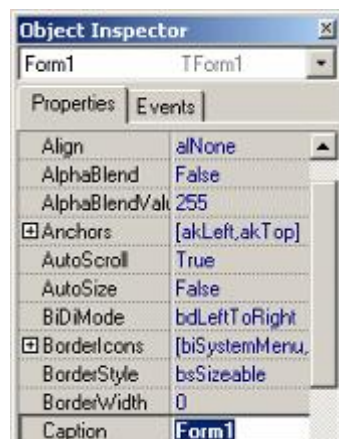 Object Inspector
Form1 TForm1
Properties Events
Align alNone
AlphaBlend False
AlphaBlendValu 255
Anchors [akLeft,akTop]
AutoScroll True
AutoSize False
BiDiMode bdLeftToRight
BorderIcons [biSystemMenu,
BorderStyle bsSizeable
BorderWidth 0
Caption Form1